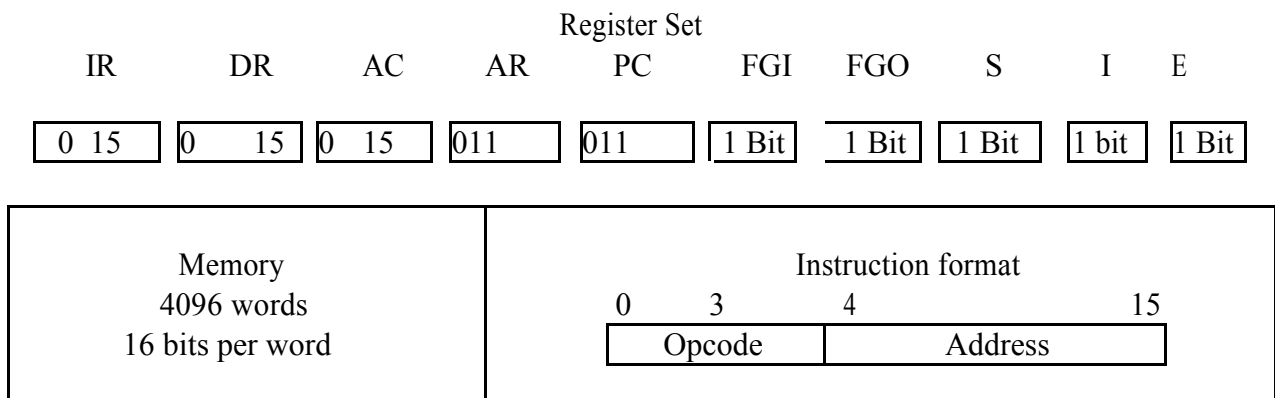 Register Set
IR DR AC AR PC FGI FGO S I E
0 15 0 15 0 15 011 011 1 Bit 1 Bit 1 Bit 1 bit 1 Bit
Memory
4096 words
16 bits per word
Instruction format
0 3 4 15
Opcode Address